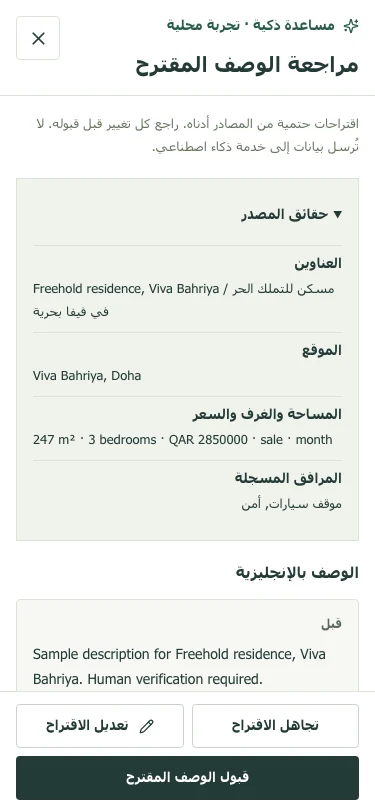 مساعدة ذكية · تجربة محلية
مراجعة الوصف المقترح
اقتراحات حتمية من المصادر أدناه. راجع كل تغيير قبل قبوله. لا
تُرسل بيانات إلى خدمة ذكاء اصطناعي.
▼ حقائق المصدر
العناوين
Freehold residence, Viva Bahriya / مسكن للتملك الحر
في فيفا بحرية
الموقع
Viva Bahriya, Doha
المساحة والغرف والسعر
247 m² · 3 bedrooms · QAR 2850000 · sale · month
المرافق المسجلة
موقف سيارات, أمن
الوصف بالإنجليزية
قبل
Sample description for Freehold residence, Viva
Bahriya. Human verification required.
تجاهل الاقتراح
تعديل الاقتراح
قبول الوصف المقترح